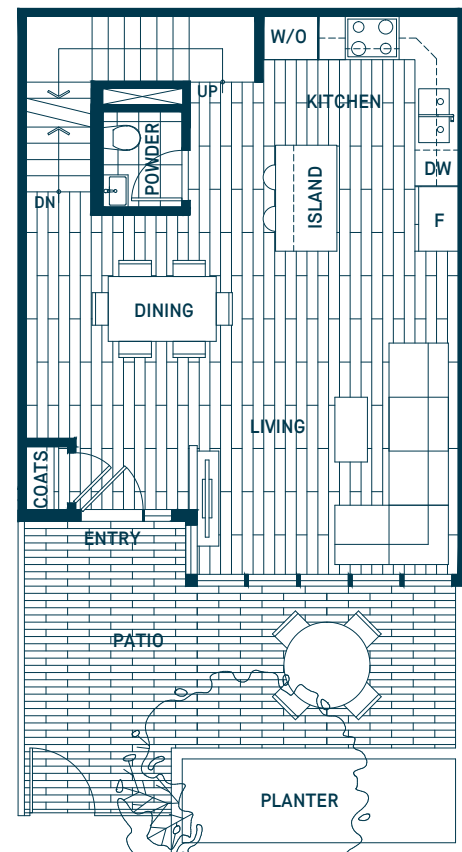 W/O
UP
KITCHEN
POWDER
DW
DN
ISLAND
F
DINING
LIVING
COATS
ENTRY
PATIO
PLANTER